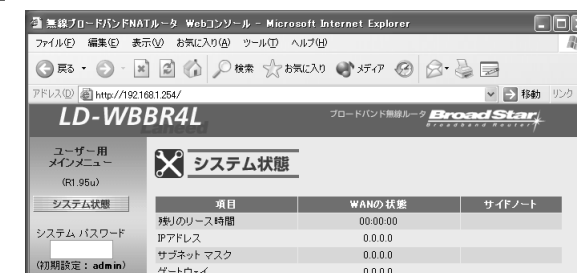 無線ブロードバンドNATルータ Webコンソール - Microsoft Internet Explorer
ファイル(F) 編集(E) 表示(V) お気に入り(A) ツール(T) ヘルプ(H)
戻る 検索 お気に入り メディア
アドレス(D) http://192.168.1.254/ 移動 リンク
LD-WBBR4L ブロードバンド無線ルータ BroadStar
Laneed Broadband Router
ユーザー用
メインメニュー
(R1.95u)
システム状態
システム パスワード
(初期設定：admin)
システム状態
項目 WANの状態 サイドノート
残りのリース時間 00:00:00
IPアドレス 0.0.0.0
サブネット マスク 0.0.0.0
ゲートウェイ 0.0.0.0